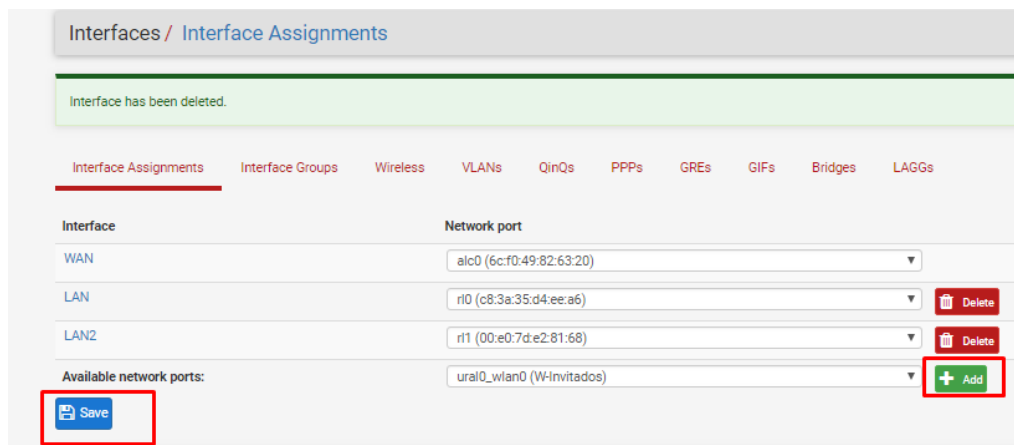 Interfaces / Interface Assignments
Interface has been deleted.
Interface Assignments Interface Groups Wireless VLANs QinQs PPPs GREs GIFs Bridges LAGGs
Interface Network port
WAN alc0 (6c:f0:49:82:63:20)
LAN rl0 (c8:3a:35:d4:ee:a6) Delete
LAN2 rl1 (00:e0:7d:e2:81:68) Delete
Available network ports: ural0_wlan0 (W-Invitados) Add
Save